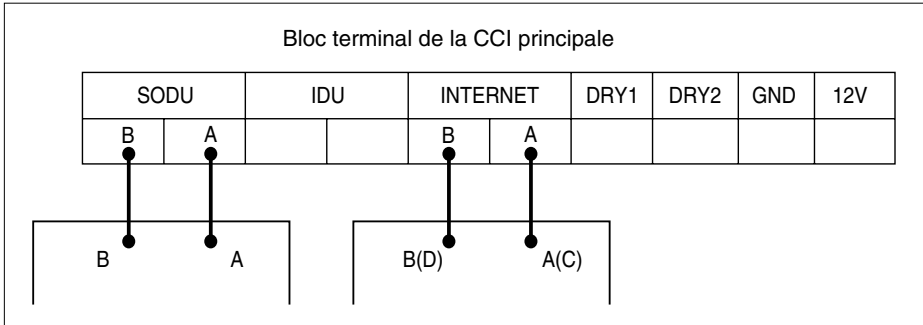 Bloc terminal de la CCI principale
SODU IDU INTERNET DRY1 DRY2 GND 12V
B A B A
B A B(D) A(C)